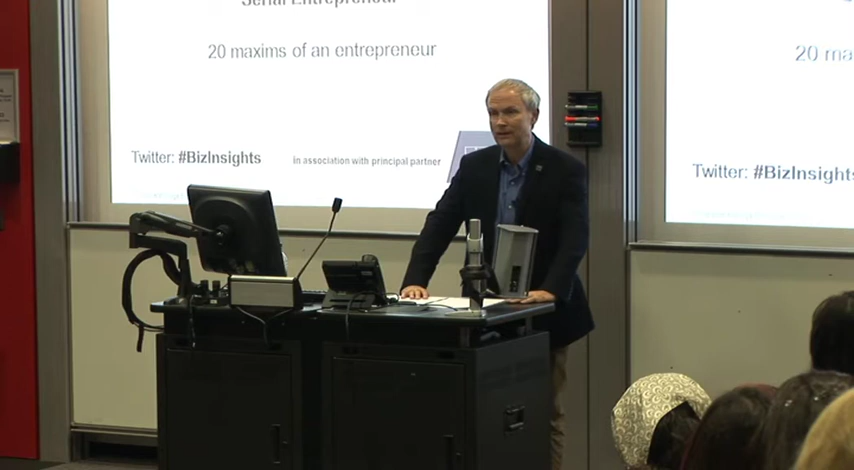 Serial Entrepreneur
20 maxims of an entrepreneur
Twitter: #BizInsights
in association with principal partner
20 ma
Twitter: #BizInsights